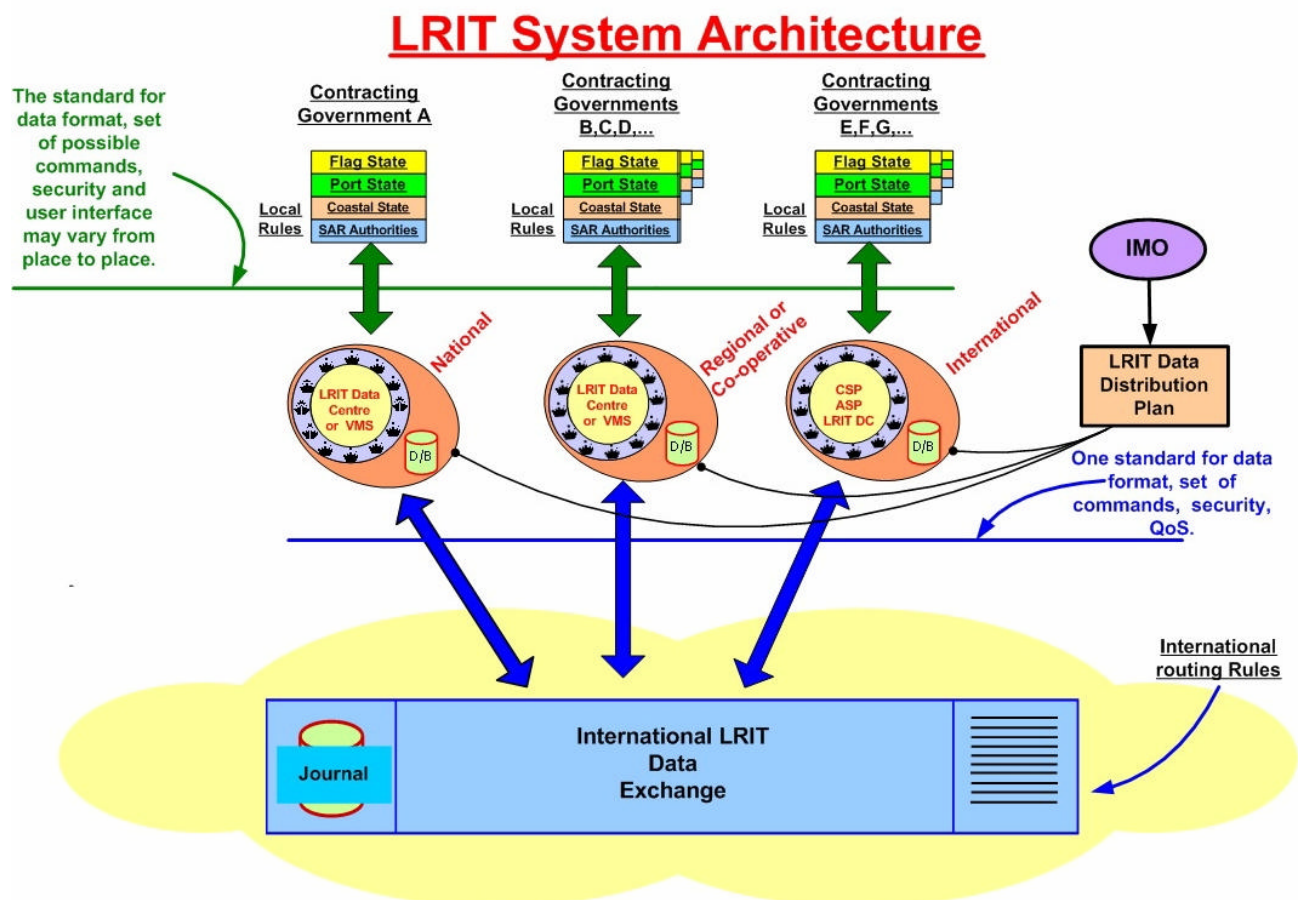 LRIT System Architecture
The standard for
data format, set
of possible
commands,
security and
user interface
may vary from
place to place.
Contracting
Government A
Flag State
Port State
Coastal State
SAR Authorities
Local
Rules
Contracting
Governments
B,C,D,...
Flag State
Port State
Coastal State
SAR Authorities
Local
Rules
Contracting
Governments
E,F,G,...
Flag State
Port State
Coastal State
SAR Authorities
Local
Rules
IMO
LRIT Data
Distribution
Plan
National
LRIT Data
Centre
or VMS
D/B
Regional or
Co-operative
LRIT Data
Centre
or VMS
D/B
International
CSP
ASP
LRIT DC
D/B
One standard for data
format, set of
commands, security,
QoS.
-
International
routing Rules
Journal
International LRIT
Data
Exchange